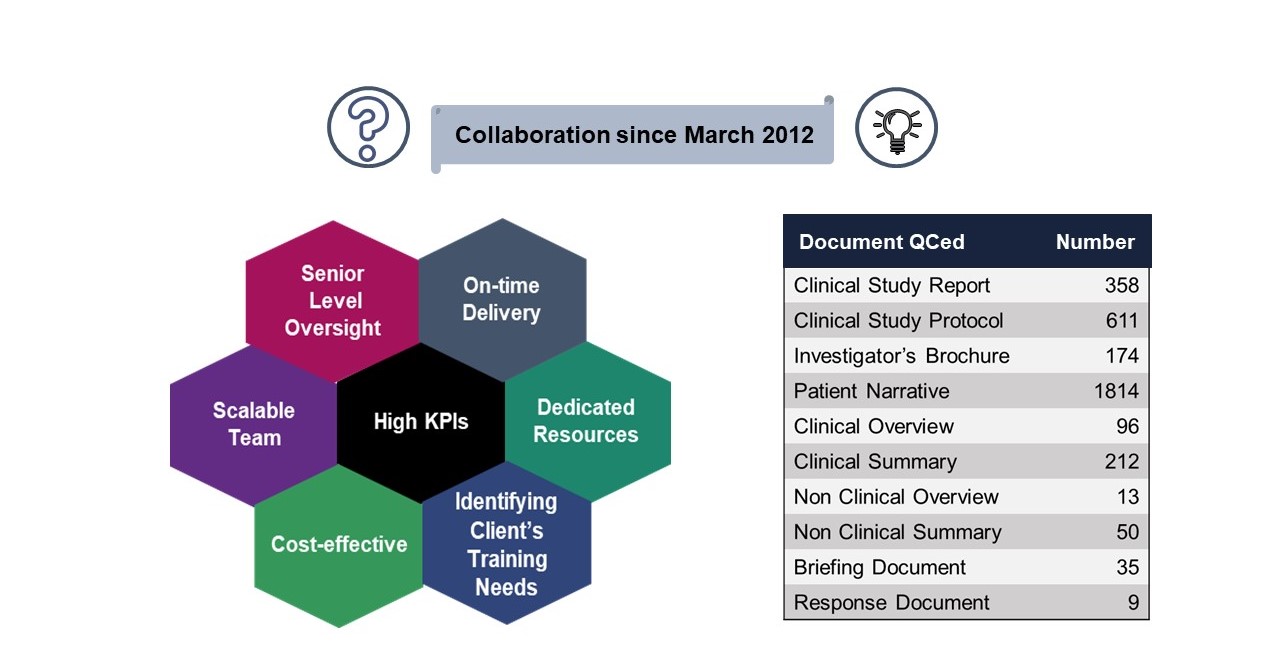 Collaboration since March 2012
Senior
Level
Oversight
On-time
Delivery
Scalable
Team
High KPIs
Dedicated
Resources
Cost-effective
Identifying
Client’s
Training
Needs
Document QCed Number
Clinical Study Report 358
Clinical Study Protocol 611
Investigator’s Brochure 174
Patient Narrative 1814
Clinical Overview 96
Clinical Summary 212
Non Clinical Overview 13
Non Clinical Summary 50
Briefing Document 35
Response Document 9